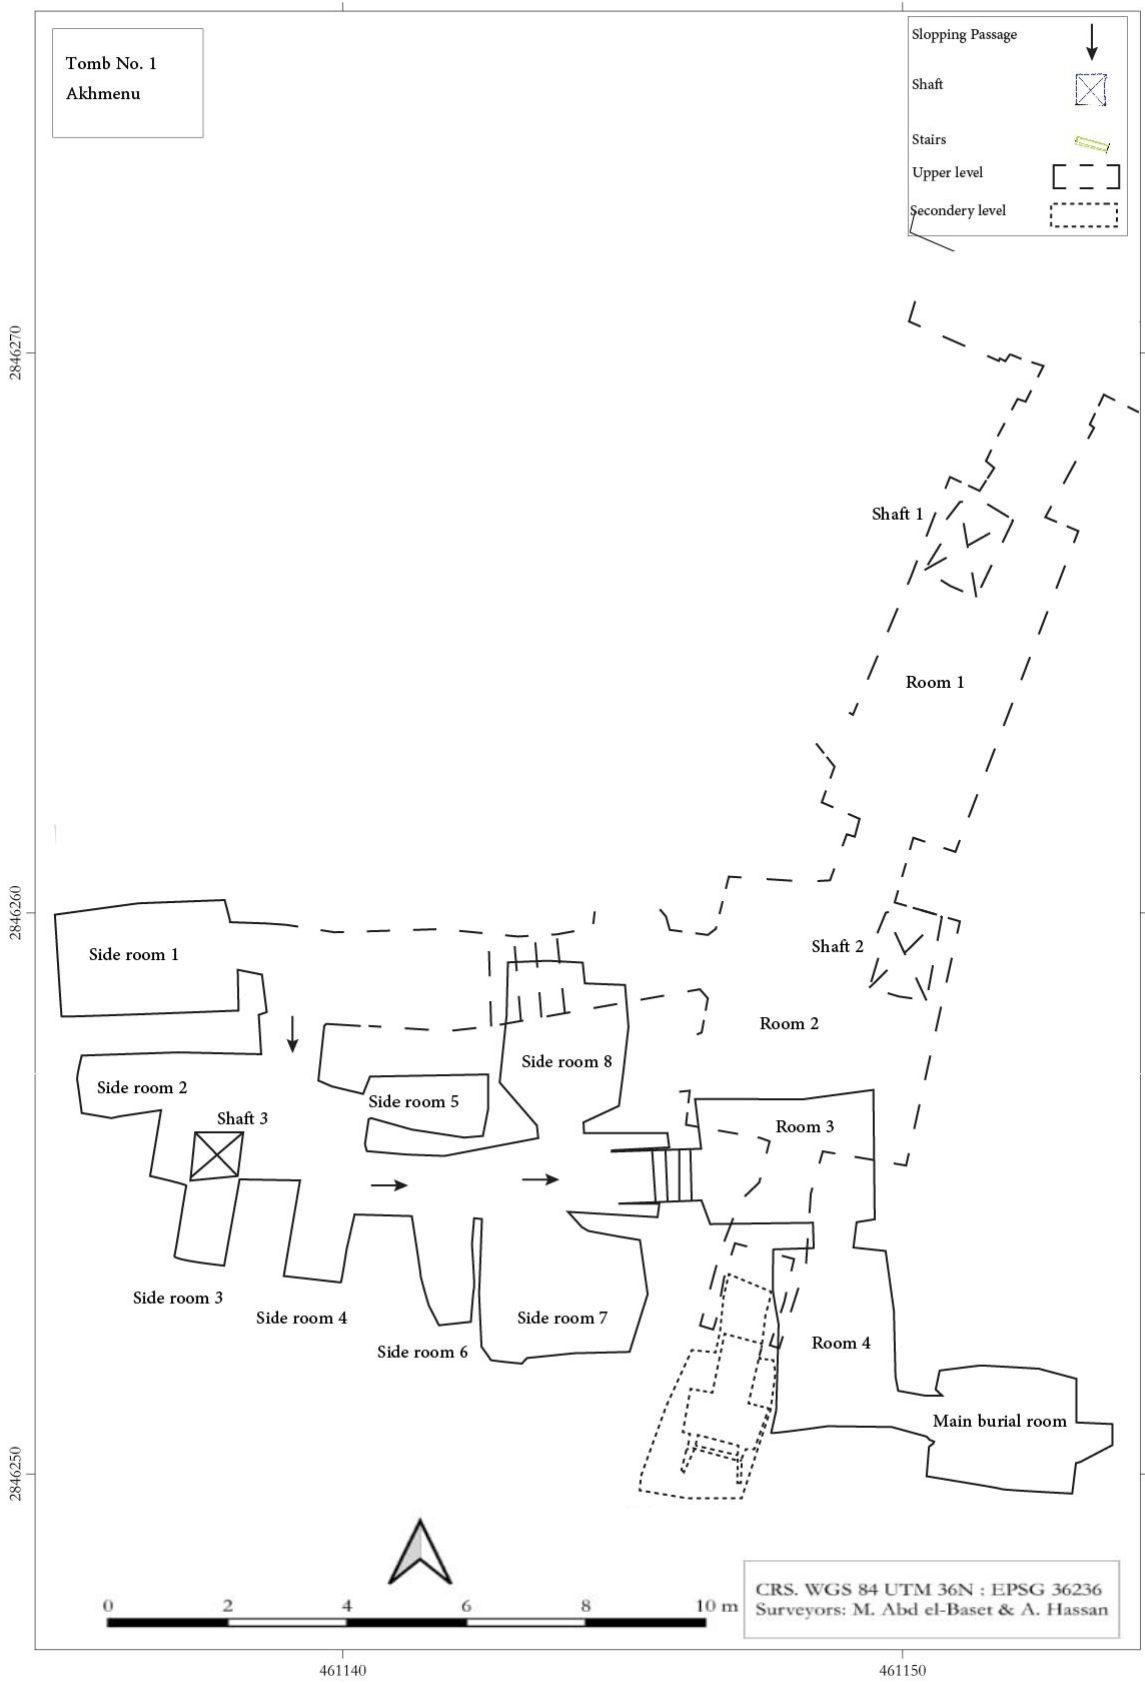 Tomb No. 1
Akhmenu
Slopping Passage
Shaft
Stairs
Upper level
Secondery level
2846270
Shaft 1
Room 1
2846260
Side room 1
Shaft 2
Room 2
Side room 8
Side room 2
Side room 5
Shaft 3
Room 3
Side room 3
Side room 4
Side room 7
Side room 6
Room 4
Main burial room
2846250
0 2 4 6 8 10 m
CRS. WGS 84 UTM 36N : EPSG 36236
Surveyors: M. Abd el-Baset & A. Hassan
461140
461150